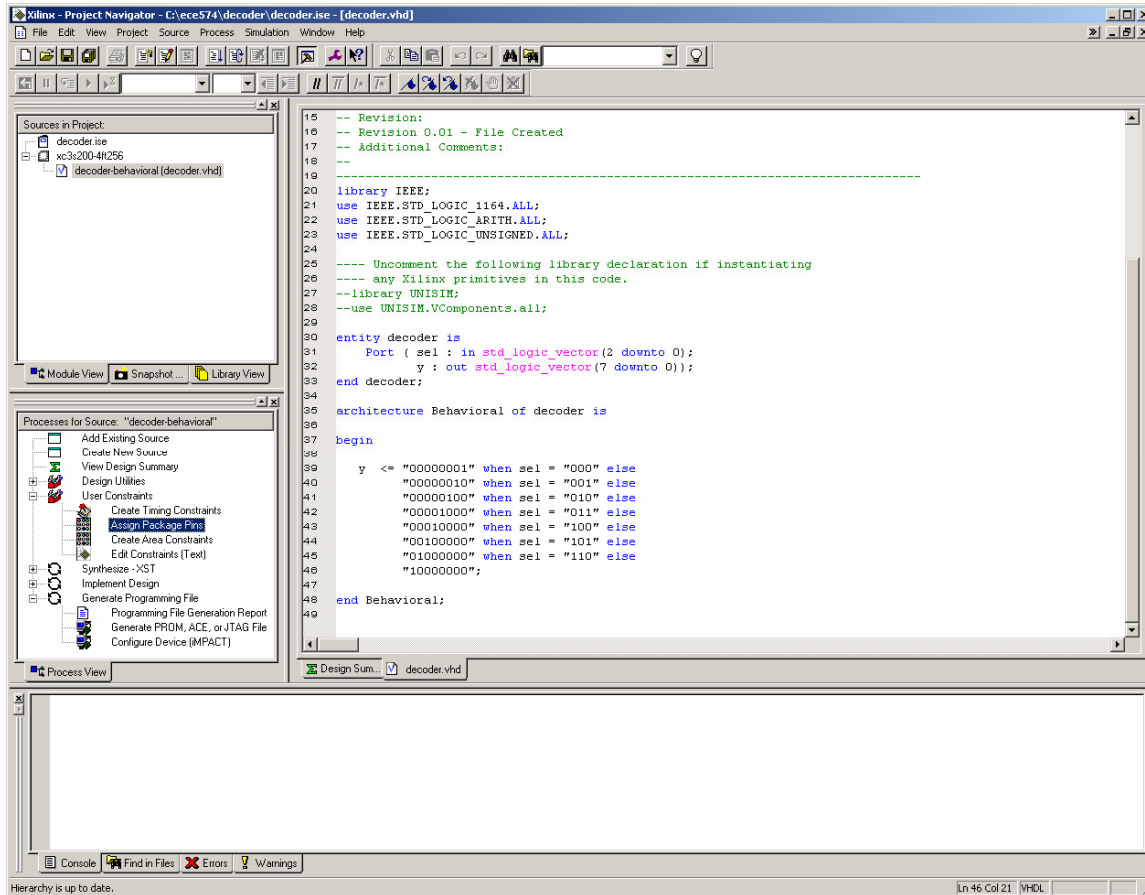 Xilinx - Project Navigator - C:\ece574\decoder\decoder.ise - [decoder.vhd]
File Edit View Project Source Process Simulation Window Help
Sources in Project:
decoder.ise
xc3s200-4ft256
decoder-behavioral (decoder.vhd)
Module View Snapshot ... Library View
Processes for Source: "decoder-behavioral"
Add Existing Source
Create New Source
View Design Summary
Design Utilities
User Constraints
Create Timing Constraints
Assign Package Pins
Create Area Constraints
Edit Constraints (Text)
Synthesize - XST
Implement Design
Generate Programming File
Programming File Generation Report
Generate PROM, ACE, or JTAG File
Configure Device (iMPACT)
Process View
15 -- Revision:
16 -- Revision 0.01 - File Created
17 -- Additional Comments:
18 --
19 --------------------------------------------------------------------------------
20 library IEEE;
21 use IEEE.STD_LOGIC_1164.ALL;
22 use IEEE.STD_LOGIC_ARITH.ALL;
23 use IEEE.STD_LOGIC_UNSIGNED.ALL;
24
25 ---- Uncomment the following library declaration if instantiating
26 ---- any Xilinx primitives in this code.
27 --library UNISIM;
28 --use UNISIM.VComponents.all;
29
30 entity decoder is
31 Port ( sel : in std_logic_vector(2 downto 0);
32 y : out std_logic_vector(7 downto 0));
33 end decoder;
34
35 architecture Behavioral of decoder is
36
37 begin
38
39 y <= "00000001" when sel = "000" else
40 "00000010" when sel = "001" else
41 "00000100" when sel = "010" else
42 "00001000" when sel = "011" else
43 "00010000" when sel = "100" else
44 "00100000" when sel = "101" else
45 "01000000" when sel = "110" else
46 "10000000";
47
48 end Behavioral;
49
Design Sum... decoder.vhd
Console Find in Files Errors Warnings
Hierarchy is up to date. Ln 46 Col 21 VHDL